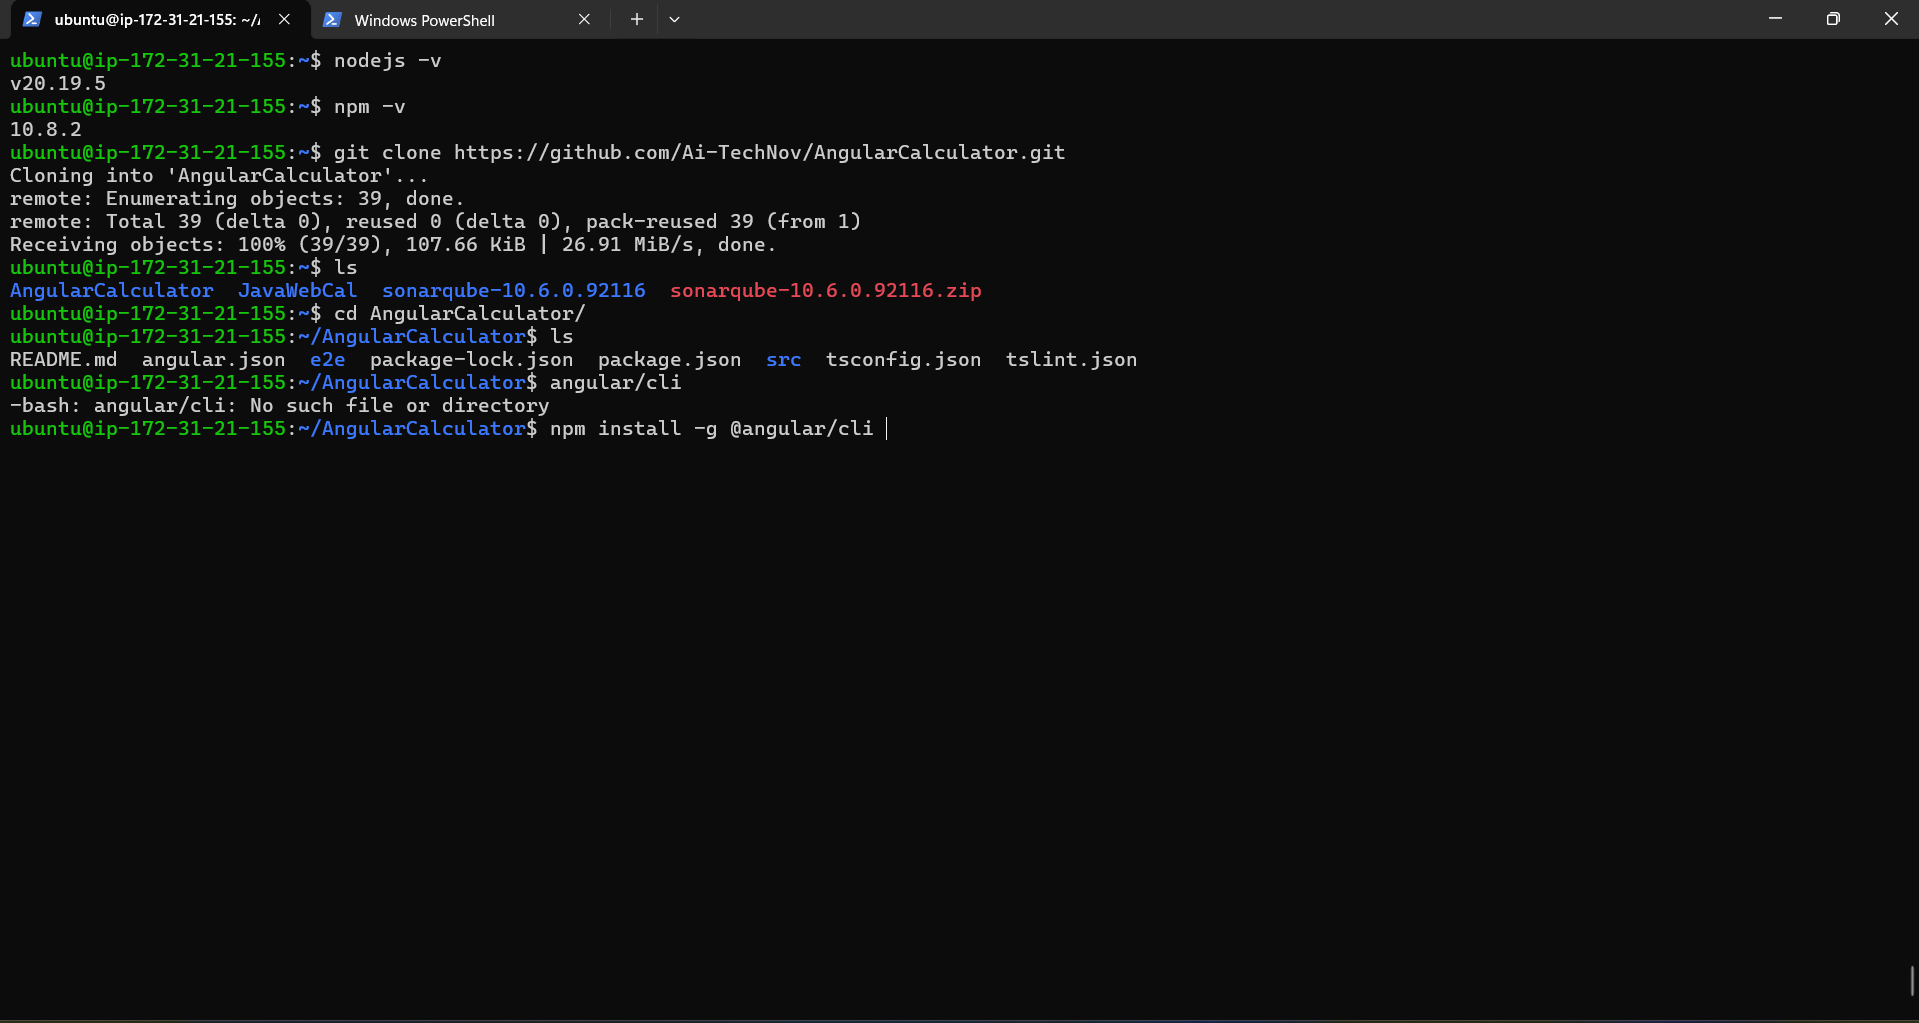 ubuntu@ip-172-31-21-155: ~/
Windows PowerShell
ubuntu@ip-172-31-21-155:~$ nodejs -v
v20.19.5
ubuntu@ip-172-31-21-155:~$ npm -v
10.8.2
ubuntu@ip-172-31-21-155:~$ git clone https://github.com/Ai-TechNov/AngularCalculator.git
Cloning into 'AngularCalculator'...
remote: Enumerating objects: 39, done.
remote: Total 39 (delta 0), reused 0 (delta 0), pack-reused 39 (from 1)
Receiving objects: 100% (39/39), 107.66 KiB | 26.91 MiB/s, done.
ubuntu@ip-172-31-21-155:~$ ls
AngularCalculator  JavaWebCal  sonarqube-10.6.0.92116  sonarqube-10.6.0.92116.zip
ubuntu@ip-172-31-21-155:~$ cd AngularCalculator/
ubuntu@ip-172-31-21-155:~/AngularCalculator$ ls
README.md  angular.json  e2e  package-lock.json  package.json  src  tsconfig.json  tslint.json
ubuntu@ip-172-31-21-155:~/AngularCalculator$ angular/cli
-bash: angular/cli: No such file or directory
ubuntu@ip-172-31-21-155:~/AngularCalculator$ npm install -g @angular/cli